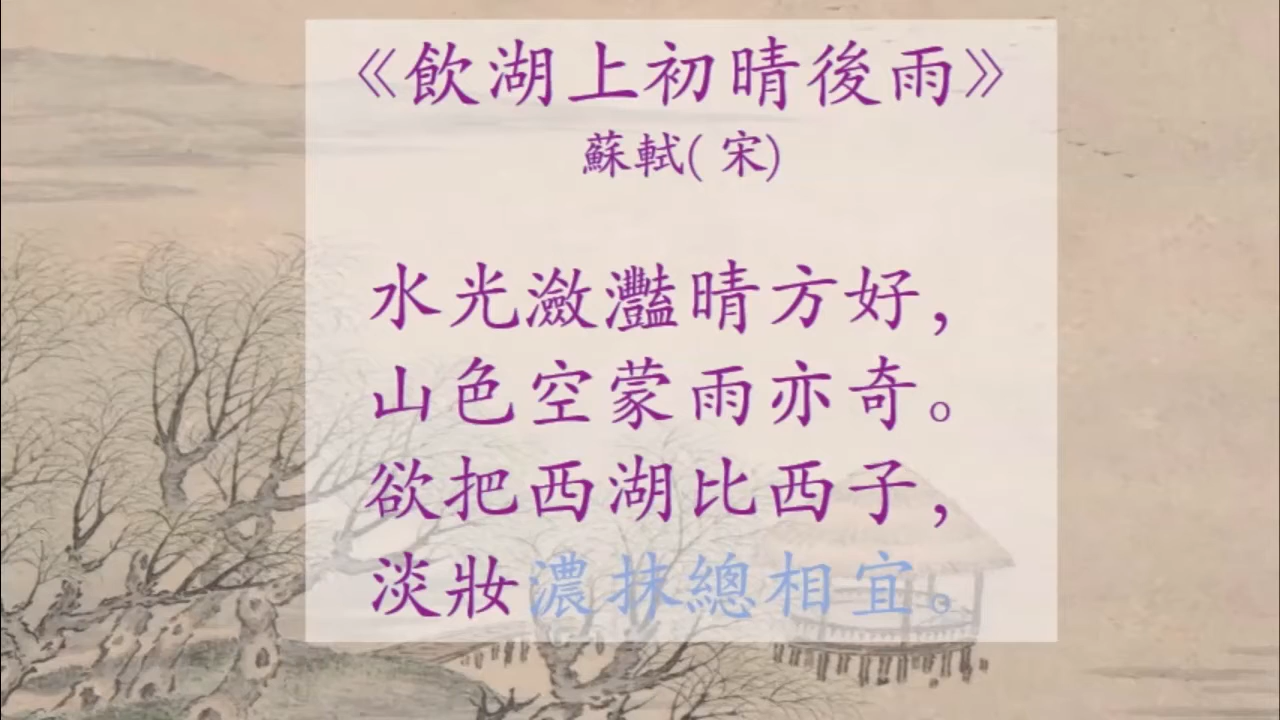 《飲湖上初晴後雨》
蘇軾( 宋)
水光瀲灩晴方好，
山色空蒙雨亦奇。
欲把西湖比西子，
淡妝濃抹總相宜。